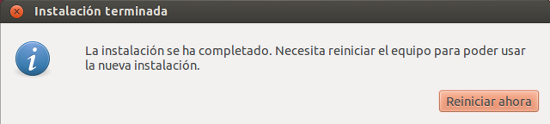 Instalación terminada
La instalación se ha completado. Necesita reiniciar el equipo para poder usar
la nueva instalación.
Reiniciar ahora